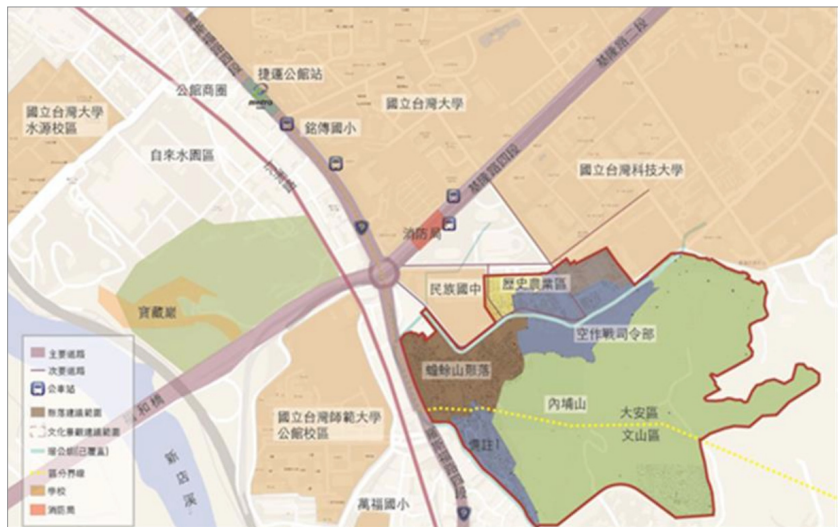 捷運公館站
公館商圈
國立台灣大學
水源校區
自來水園區
國立台灣大學
銘傳國小
基隆路二段
基隆路四段
國立台灣科技大學
消防局
民族國中
歷史農業區
空作戰司令部
寶藏巖
蟾蜍山聚落
內埔山
大安區
文山區
備註1
國立台灣師範大學
公館校區
萬福國小
新店溪
主要道路
次要道路
公車站
聚落建議範圍
文化景觀建議範圍
瑠公圳(已覆蓋)
區分界線
學校
消防局